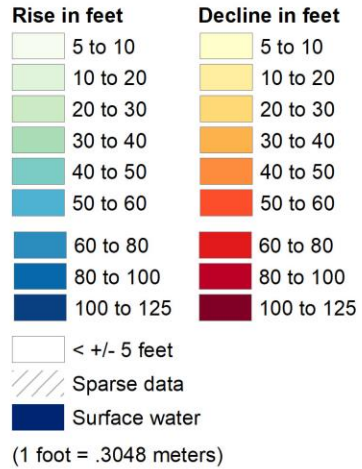 Rise in feet
5 to 10
10 to 20
20 to 30
30 to 40
40 to 50
50 to 60
60 to 80
80 to 100
100 to 125
Decline in feet
5 to 10
10 to 20
20 to 30
30 to 40
40 to 50
50 to 60
60 to 80
80 to 100
100 to 125
< +/- 5 feet
Sparse data
Surface water
(1 foot = .3048 meters)